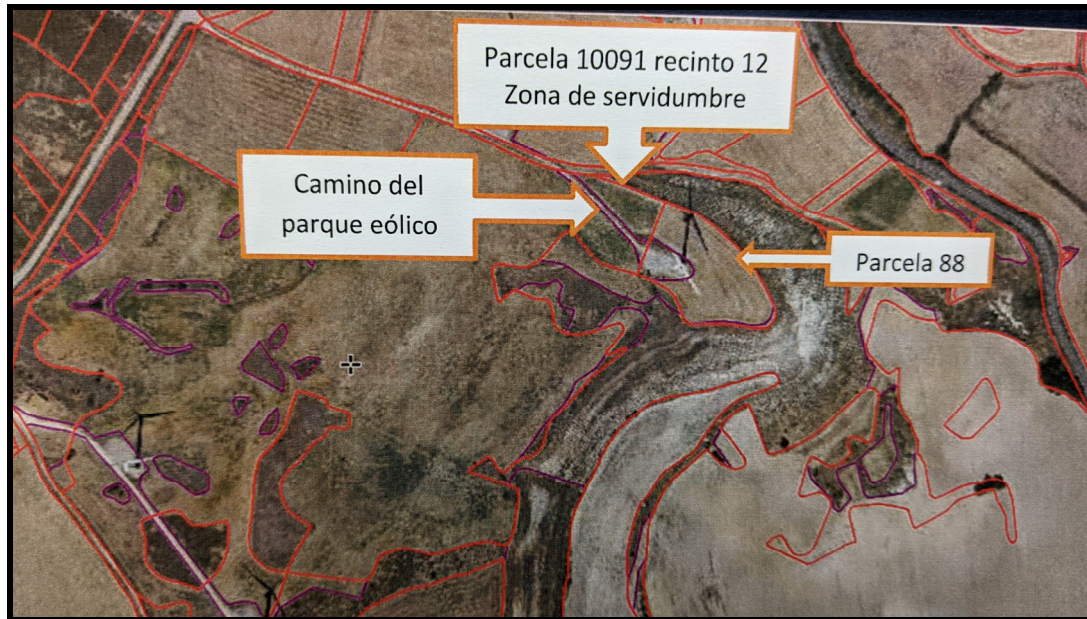 Parcela 10091 recinto 12
Zona de servidumbre
Camino del
parque eólico
Parcela 88